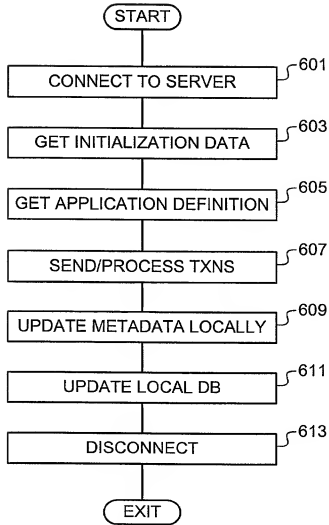 START
CONNECT TO SERVER
601
GET INITIALIZATION DATA
603
GET APPLICATION DEFINITION
605
SEND/PROCESS TXNS
607
UPDATE METADATA LOCALLY
609
UPDATE LOCAL DB
611
DISCONNECT
613
EXIT